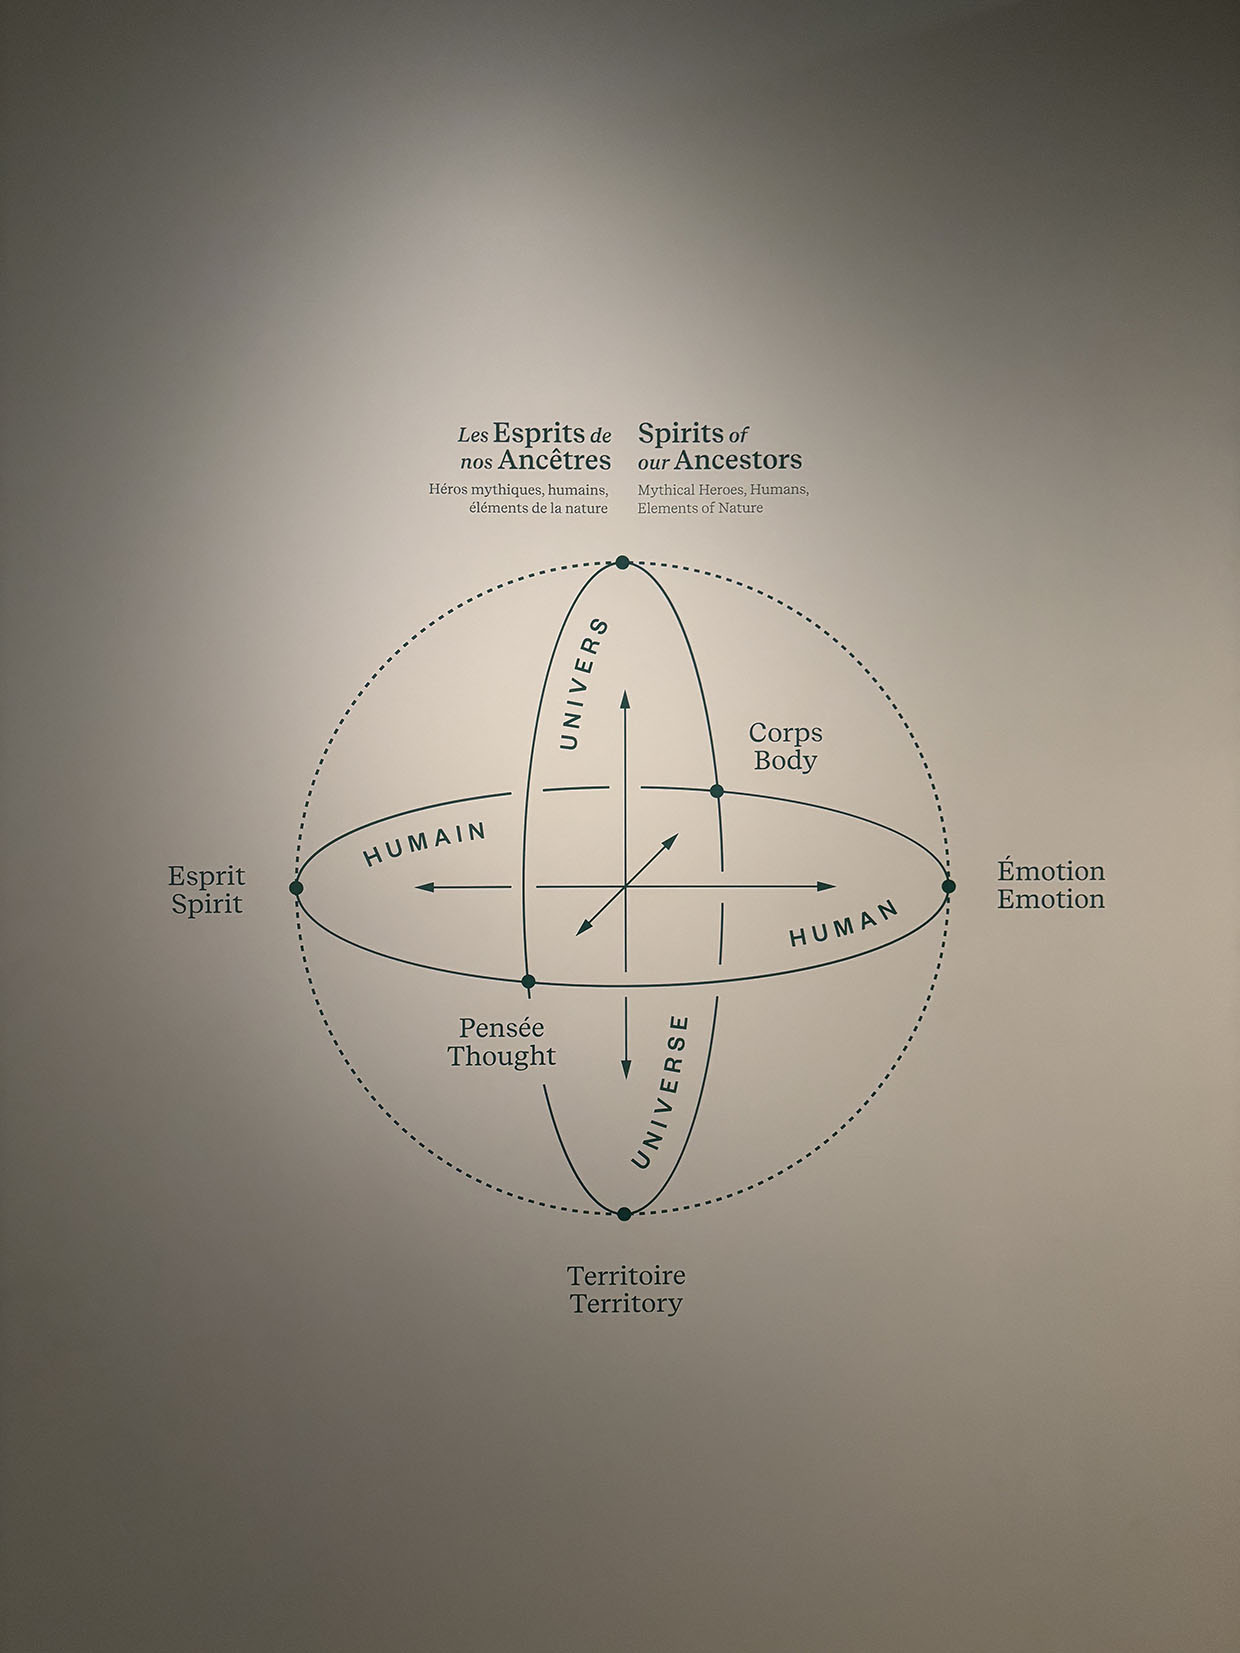 Les Esprits de
nos Ancêtres
Héros mythiques, humains,
éléments de la nature
Spirits of
our Ancestors
Mythical Heroes, Humans,
Elements of Nature
UNIVERS
Corps
Body
HUMAIN
Esprit
Spirit
Émotion
Emotion
HUMAN
Pensée
Thought
UNIVERSE
Territoire
Territory